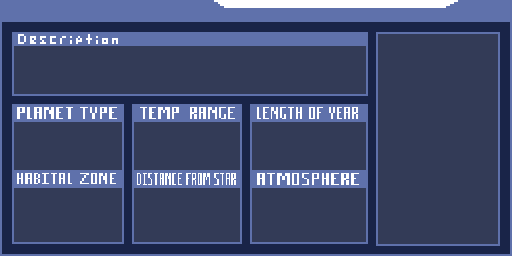 Description
PLANET TYPE
TEMP RANGE
LENGTH OF YEAR
HABITAL ZONE
DISTANCE FROM STAR
ATMOSPHERE